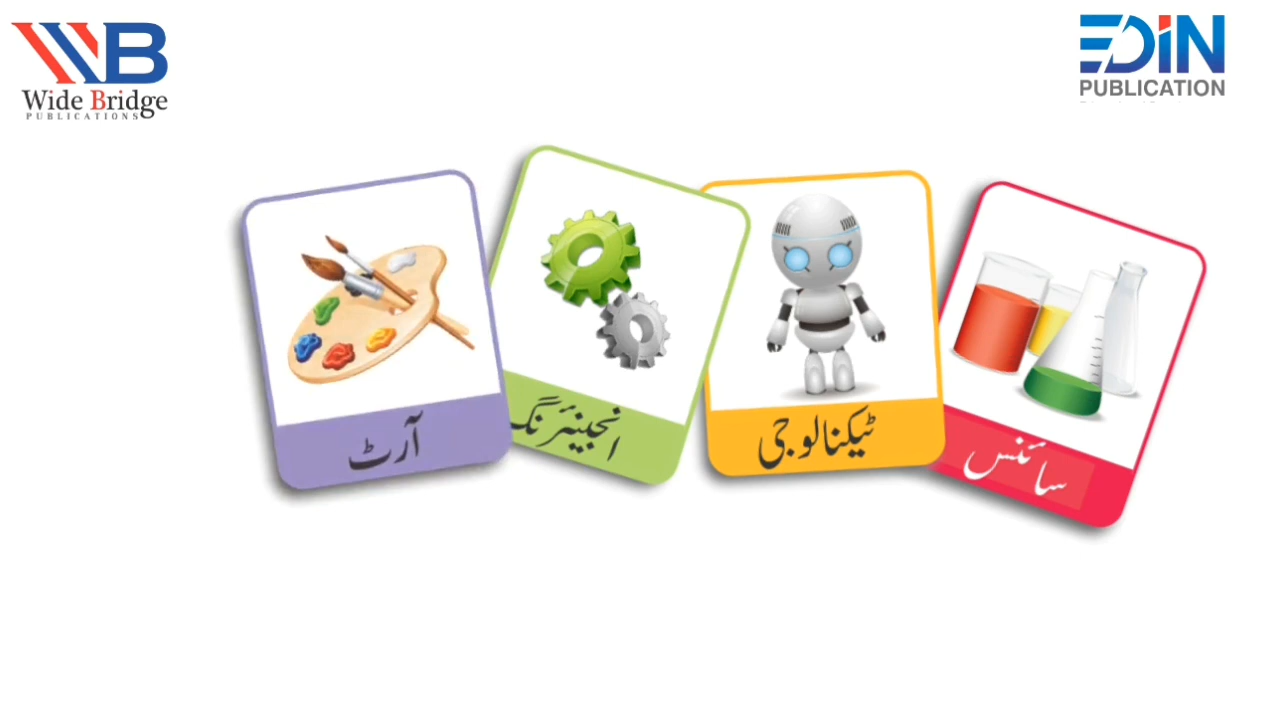 Wide Bridge
PUBLICATIONS
EDIN
PUBLICATION
سائنس
ٹیکنالوجی
انجینئرنگ
آرٹ